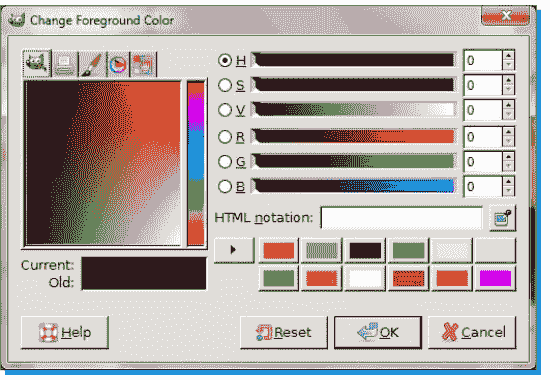 Change Foreground Color
H 0
S 0
V 0
R 0
G 0
B 0
HTML notation:
Current:
Old:
Help
Reset
OK
Cancel